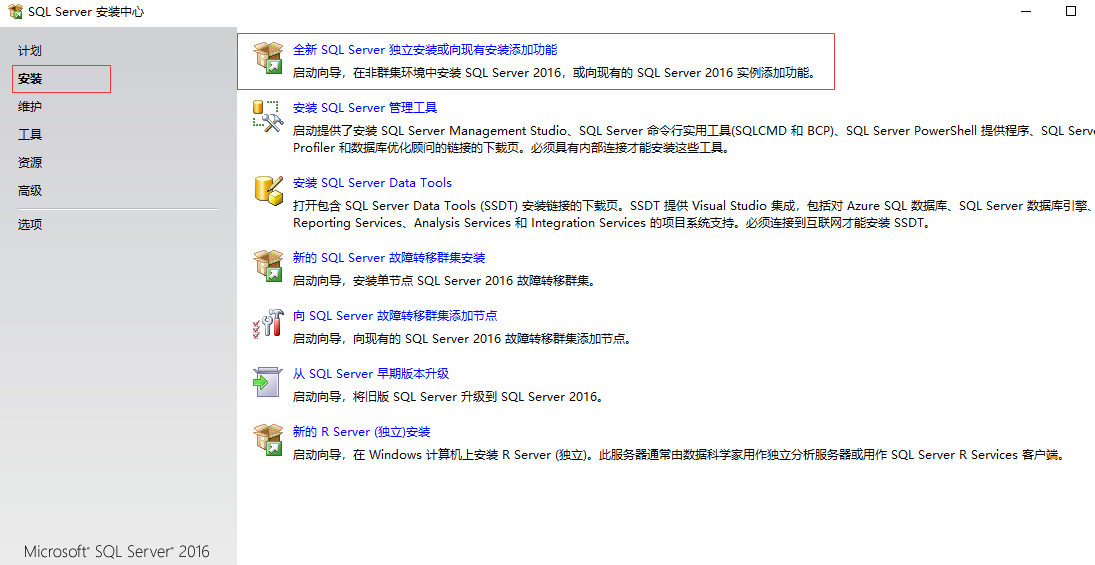 SQL Server 安装中心
计划
安装
维护
工具
资源
高级
选项
Microsoft SQL Server 2016
全新 SQL Server 独立安装或向现有安装添加功能
启动向导，在非群集环境中安装 SQL Server 2016，或向现有的 SQL Server 2016 实例添加功能。
安装 SQL Server 管理工具
启动提供了安装 SQL Server Management Studio、SQL Server 命令行实用工具(SQLCMD 和 BCP)、SQL Server PowerShell 提供程序、SQL
Profiler 和数据库优化顾问的链接的下载页。必须具有内部连接才能安装这些工具。
安装 SQL Server Data Tools
打开包含 SQL Server Data Tools (SSDT) 安装链接的下载页。SSDT 提供 Visual Studio 集成，包括对 Azure SQL 数据库、SQL Server 数据库引擎、
Reporting Services、Analysis Services 和 Integration Services 的项目系统支持。必须连接到互联网才能安装 SSDT。
新的 SQL Server 故障转移群集安装
启动向导，安装单节点 SQL Server 2016 故障转移群集。
向 SQL Server 故障转移群集添加节点
启动向导，向现有的 SQL Server 2016 故障转移群集添加节点。
从 SQL Server 早期版本升级
启动向导，将旧版 SQL Server 升级到 SQL Server 2016。
新的 R Server (独立)安装
启动向导，在 Windows 计算机上安装 R Server (独立)。此服务器通常由数据科学家用作独立分析服务器或用作 SQL Server R Services 客户端。